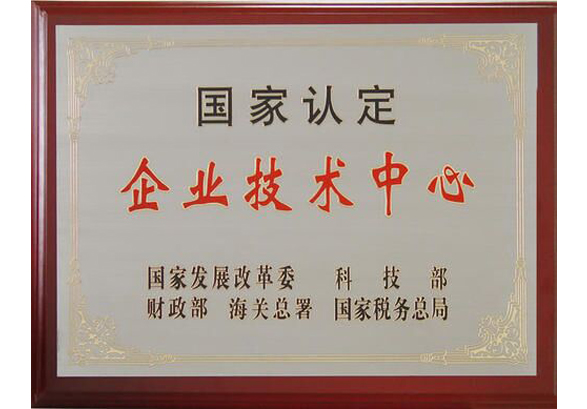 国家认定
企业技术中心
国家发展改革委 科技部
财政部 海关总署 国家税务总局